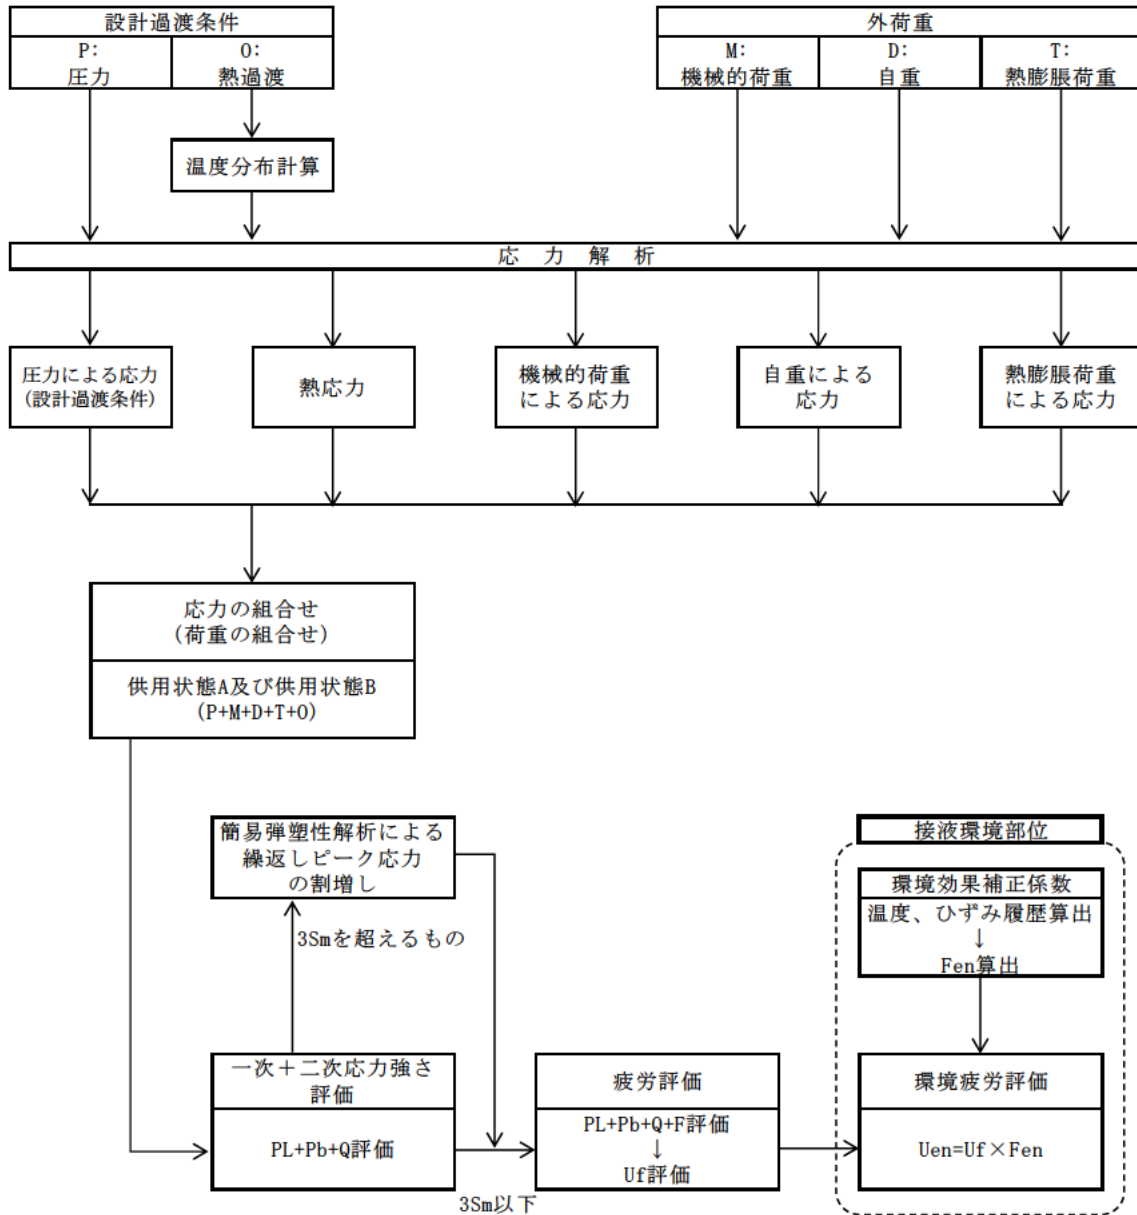 設計過渡条件
P:
圧力
O:
熱過渡
外荷重
M:
機械的荷重
D:
自重
T:
熱膨脹荷重
温度分布計算
応 力 解 析
圧力による応力
(設計過渡条件)
熱応力
機械的荷重
による応力
自重による
応力
熱膨脹荷重
による応力
応力の組合せ
(荷重の組合せ)
供用状態A及び供用状態B
(P+M+D+T+O)
簡易弾塑性解析による
繰返しピーク応力
の割増し
3Smを超えるもの
一次＋二次応力強さ
評価
PL+Pb+Q評価
3Sm以下
疲労評価
PL+Pb+Q+F評価
↓
Uf評価
接液環境部位
環境効果補正係数
温度、ひずみ履歴算出
↓
Fen算出
環境疲労評価
Uen=Uf×Fen